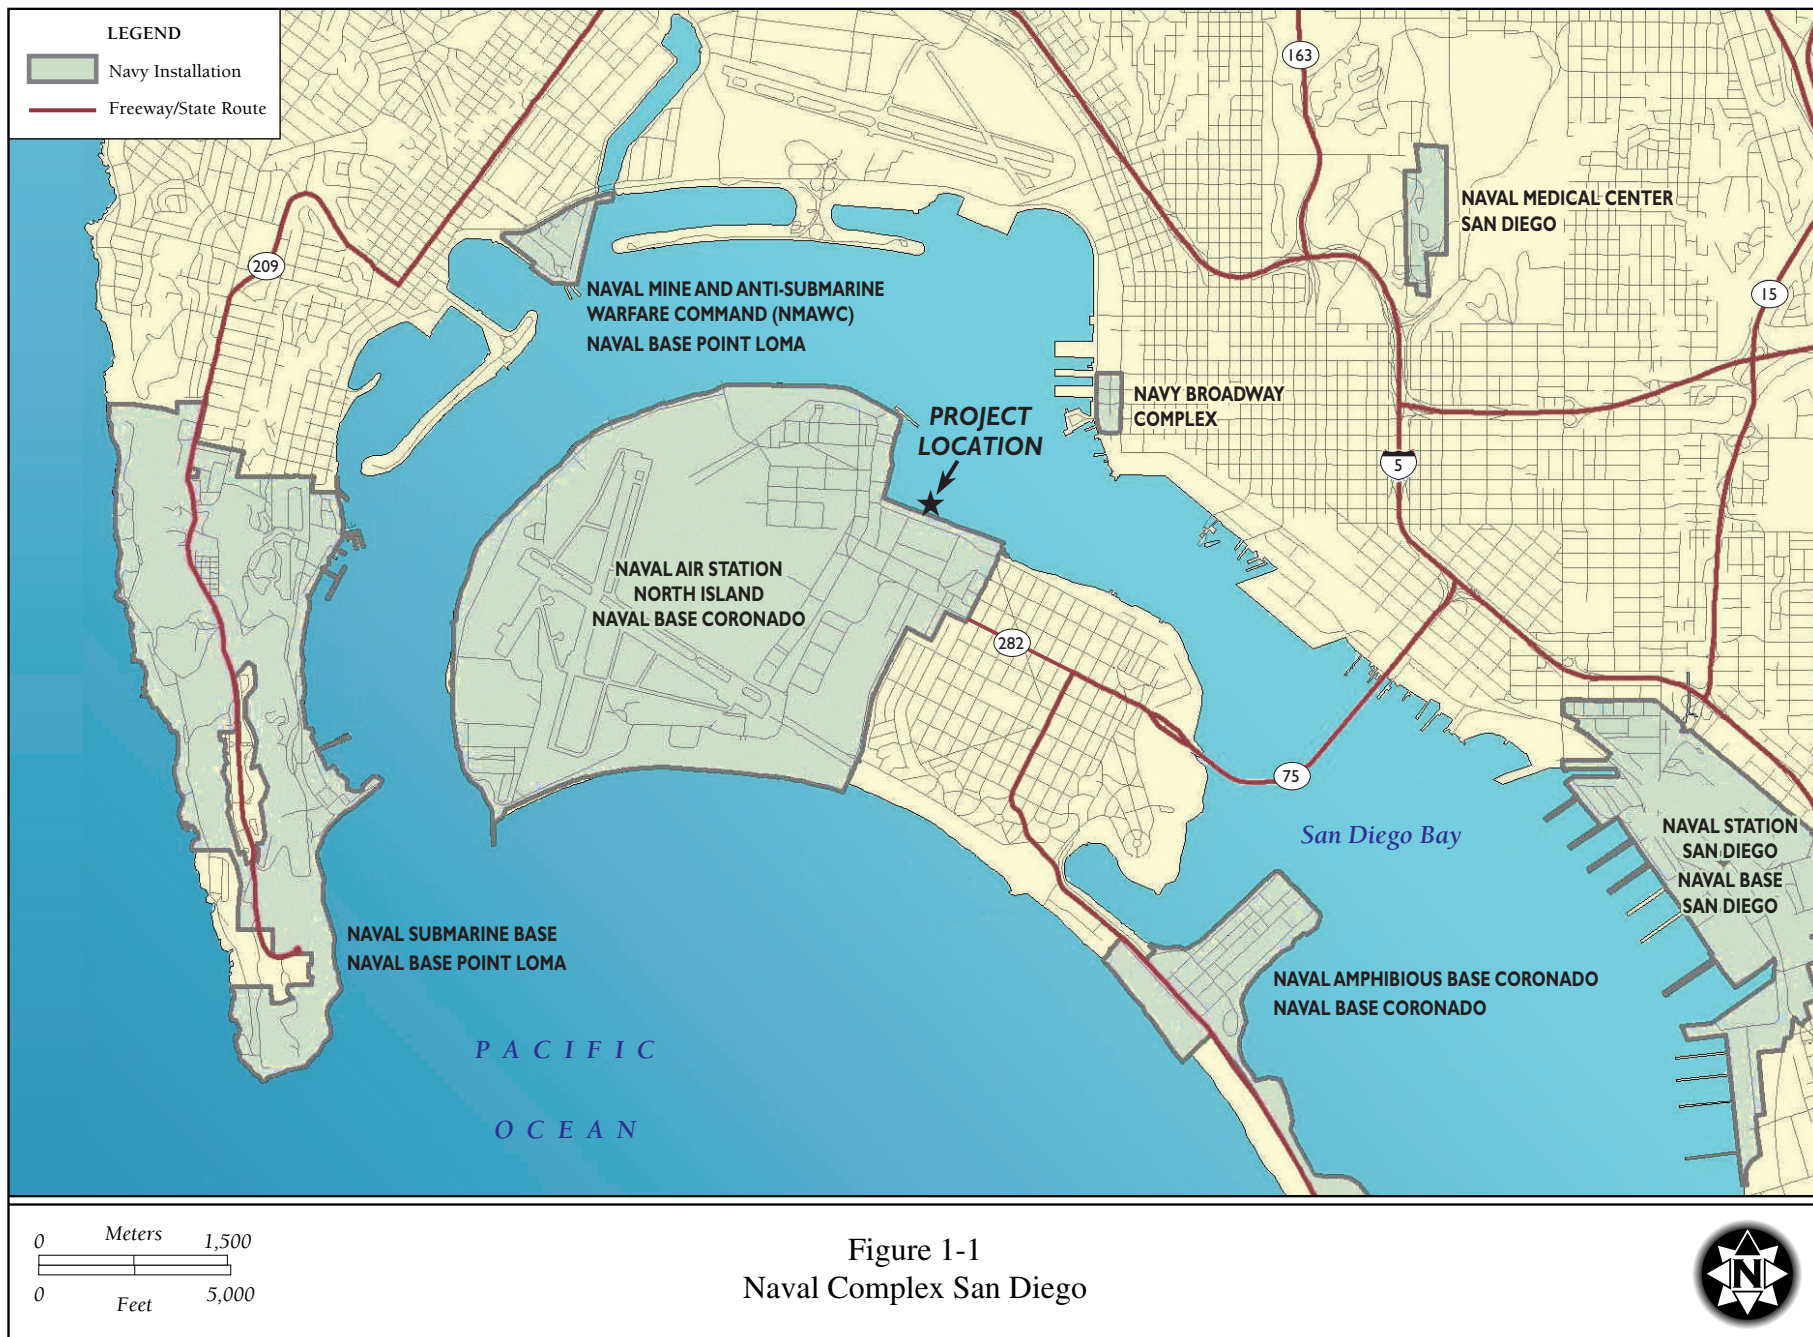 LEGEND
Navy Installation
Freeway/State Route
163
209
NAVAL MEDICAL CENTER
SAN DIEGO
15
NAVAL MINE AND ANTI-SUBMARINE
WARFARE COMMAND (NMAWC)
NAVAL BASE POINT LOMA
NAVY BROADWAY
COMPLEX
PROJECT
LOCATION
5
NAVAL AIR STATION
NORTH ISLAND
NAVAL BASE CORONADO
282
75
San Diego Bay
NAVAL STATION
SAN DIEGO
NAVAL BASE
SAN DIEGO
NAVAL SUBMARINE BASE
NAVAL BASE POINT LOMA
NAVAL AMPHIBIOUS BASE CORONADO
NAVAL BASE CORONADO
PACIFIC
OCEAN
0 Meters 1,500
0 Feet 5,000
Figure 1-1
Naval Complex San Diego
N